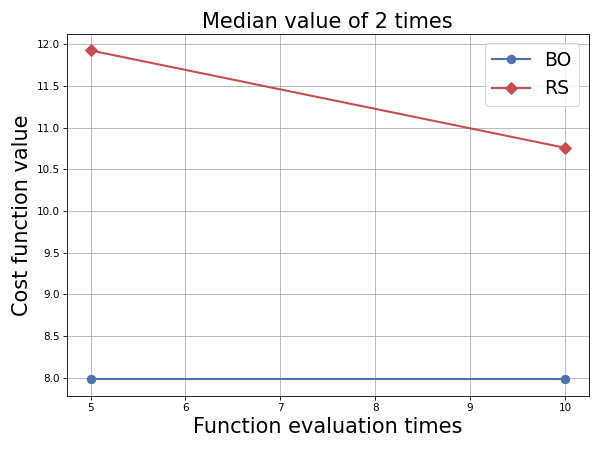 Median value of 2 times
BO
RS
Cost function value
12.0
11.5
11.0
10.5
10.0
9.5
9.0
8.5
8.0
5 6 7 8 9 10
Function evaluation times